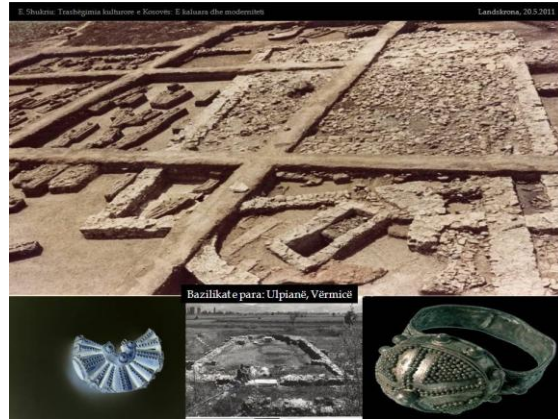 E Shukriu: Trashëgimia kulturore e Kosovës: E kaluara dhe moderniteti
Landskrona, 20.5.2011
Bazilikat e para: Ulpianë, Vërmicë